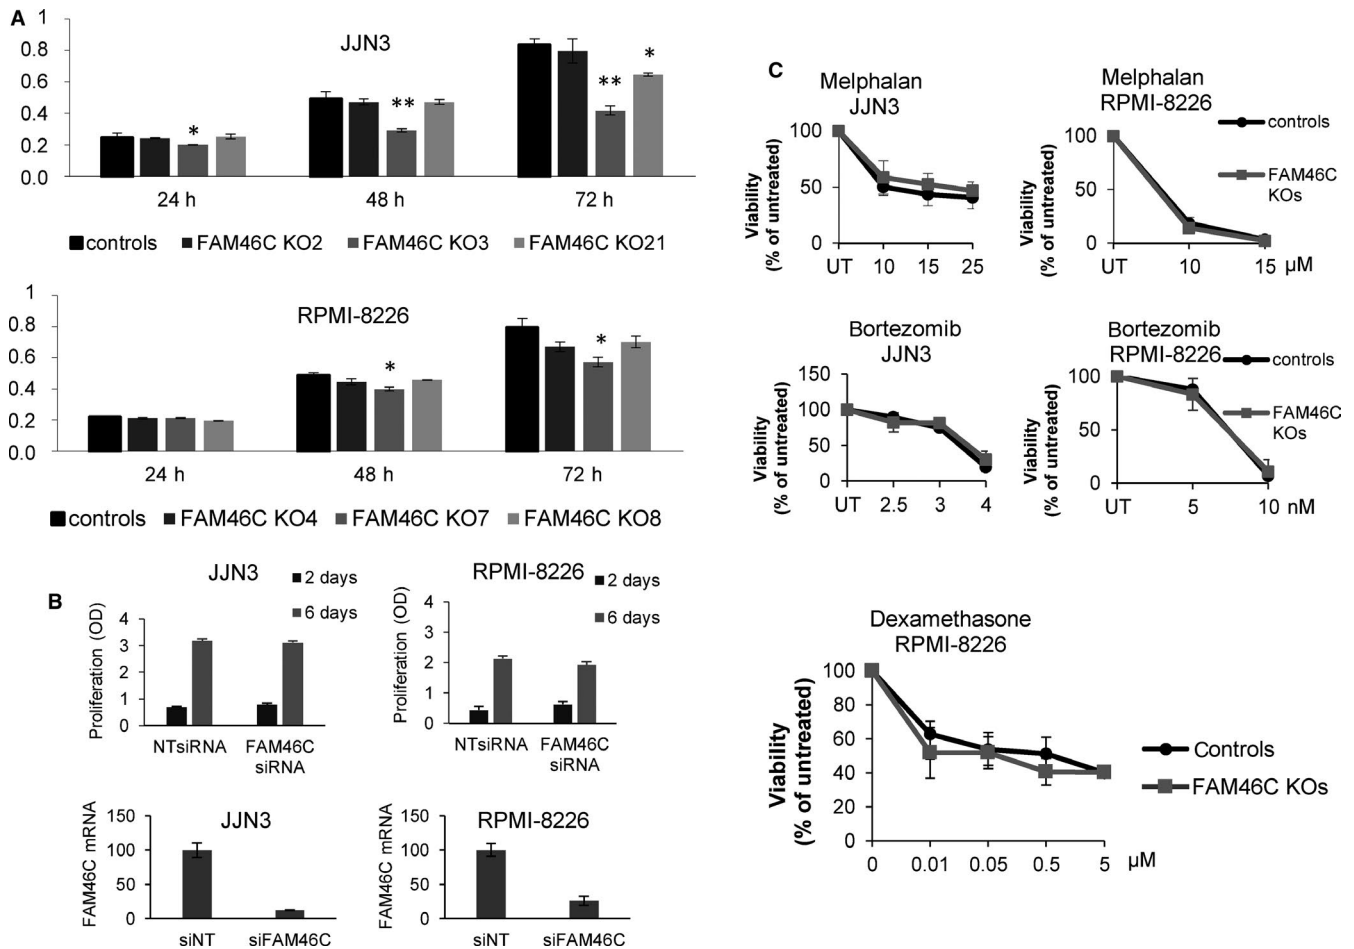 A
JJN3
1
0.8
0.6
0.4
0.2
0.0
*
**
**
*
24 h 48 h 72 h
controls FAM46C KO2 FAM46C KO3 FAM46C KO21
RPMI-8226
1
0.8
0.6
0.4
0.2
0
*
*
24 h 48 h 72 h
controls FAM46C KO4 FAM46C KO7 FAM46C KO8
B
JJN3
2 days
6 days
Proliferation (OD)
4
3
2
1
0
NTsiRNA FAM46C
siRNA
RPMI-8226
2 days
6 days
Proliferation (OD)
4
3
2
1
0
NTsiRNA FAM46C
siRNA
JJN3
FAM46C mRNA
150
100
50
0
siNT siFAM46C
RPMI-8226
FAM46C mRNA
150
100
50
0
siNT siFAM46C
C
Melphalan
JJN3
Viability
(% of untreated)
100
50
0
UT 10 15 25
Melphalan
RPMI-8226
controls
FAM46C
KOs
Viability
(% of untreated)
100
50
0
UT 10 15 µM
Bortezomib
JJN3
Viability
(% of untreated)
150
100
50
0
UT 2.5 3 4
Bortezomib
RPMI-8226
controls
FAM46C
KOs
Viability
(% of untreated)
100
50
0
UT 5 10 nM
Dexamethasone
RPMI-8226
Viability
(% of untreated)
100
80
60
40
20
0
0 0.01 0.05 0.5 5 µM
Controls
FAM46C KOs